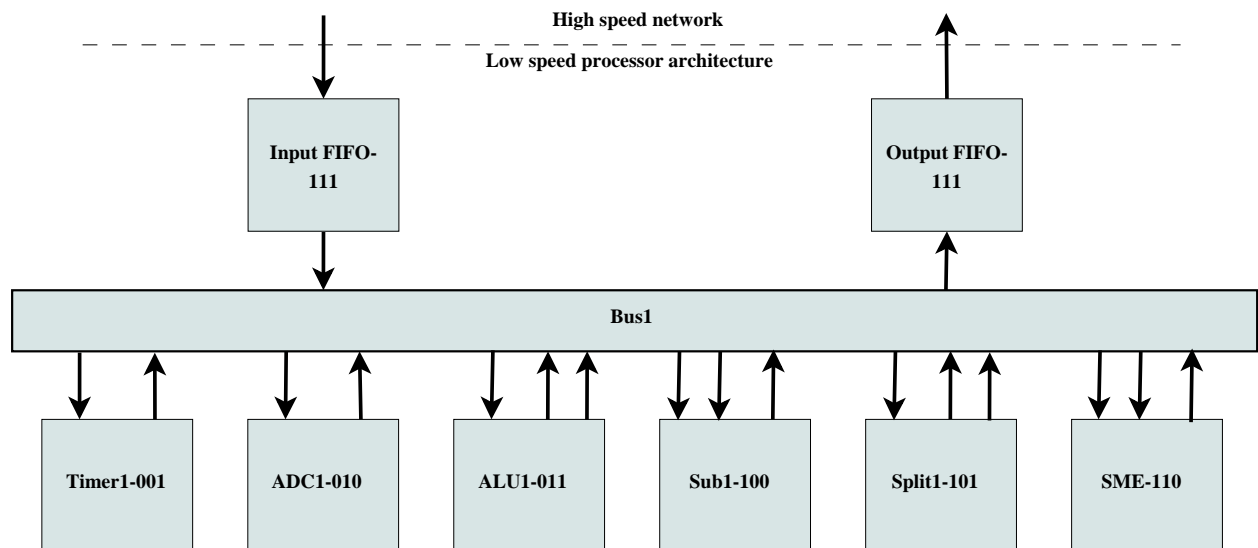 High speed network
Low speed processor architecture
Input FIFO-
111
Output FIFO-
111
Bus1
Timer1-001
ADC1-010
ALU1-011
Sub1-100
Split1-101
SME-110